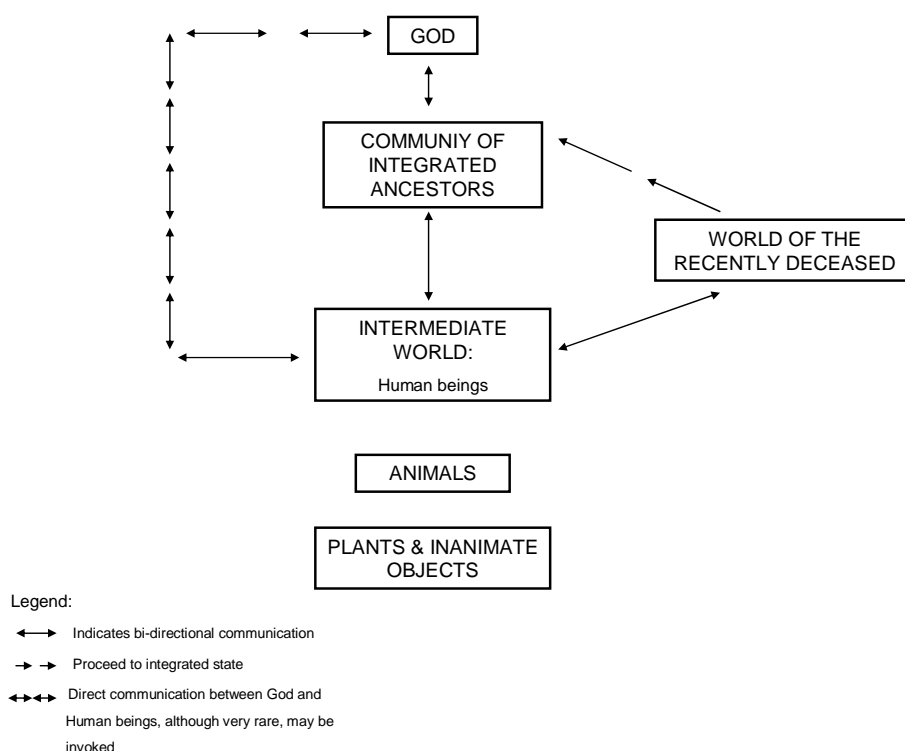 GOD
COMMUNIY OF
INTEGRATED
ANCESTORS
WORLD OF THE
RECENTLY DECEASED
INTERMEDIATE
WORLD:
Human beings
ANIMALS
PLANTS & INANIMATE
OBJECTS
Legend:
Indicates bi-directional communication
Proceed to integrated state
Direct communication between God and
Human beings, although very rare, may be
invoked